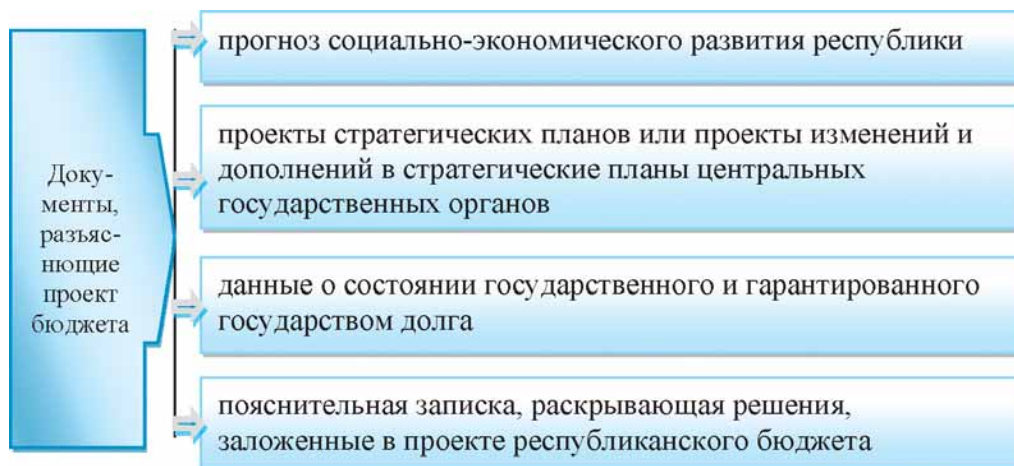 Доку-
менты,
разъяс-
нющие
проект
бюджета
прогноз социально-экономического развития республики
проекты стратегических планов или проекты изменений и
дополнений в стратегические планы центральных
государственных органов
данные о состоянии государственного и гарантированного
государством долга
пояснительная записка, раскрывающая решения,
заложенные в проекте республиканского бюджета